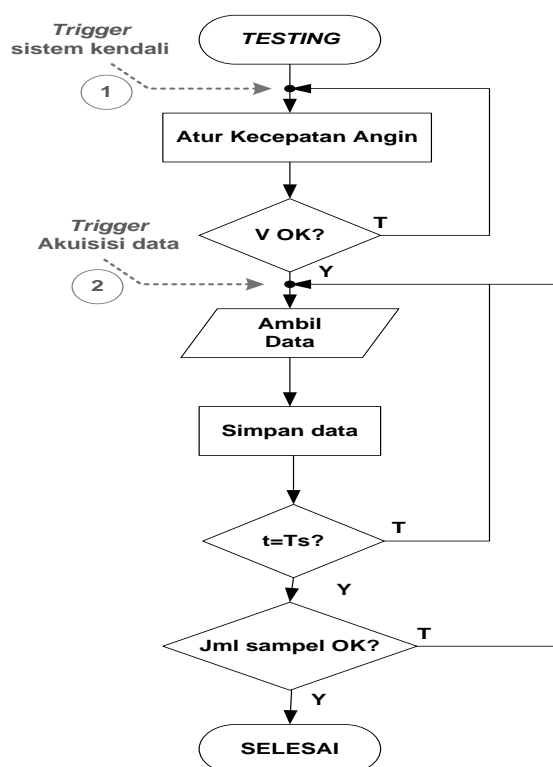 Trigger
sistem kendali
1
TESTING
Atur Kecepatan Angin
V OK?
T
Y
Trigger
Akuisisi data
2
Ambil
Data
Simpan data
t=Ts?
T
Y
Jml sampel OK?
T
Y
SELESAI